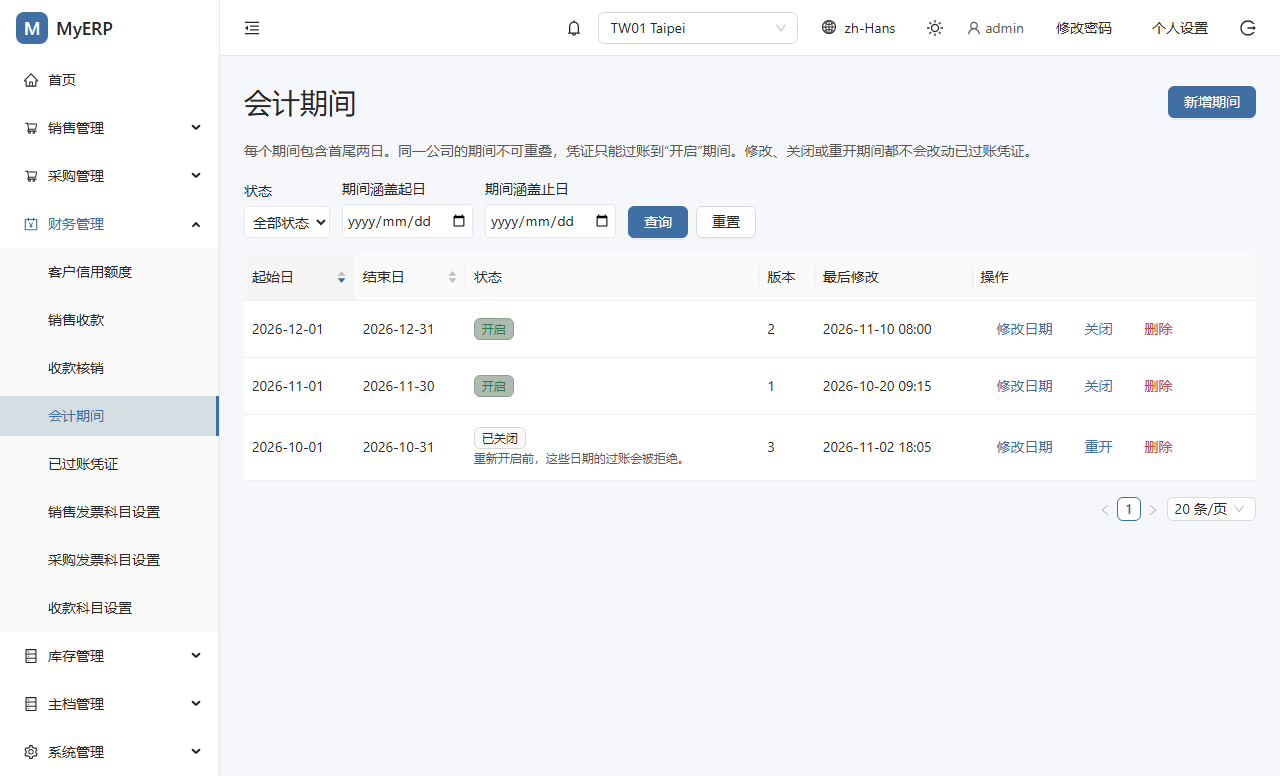 M MyERP
TW01 Taipei
zh-Hans
admin
修改密码
个人设置
首页
销售管理
采购管理
财务管理
客户信用额度
销售收款
收款核销
会计期间
已过账凭证
销售发票科目设置
采购发票科目设置
收款科目设置
库存管理
主档管理
系统管理
会计期间
新增期间
每个期间包含首尾两日。同一公司的期间不可重叠，凭证只能过账到“开启”期间。修改、关闭或重开期间都不会改动已过账凭证。
状态 期间涵盖起日 期间涵盖止日
全部状态 yyyy/mm/dd yyyy/mm/dd 查询 重置
起始日 结束日 状态 版本 最后修改 操作
2026-12-01 2026-12-31 开启 2 2026-11-10 08:00 修改日期 关闭 删除
2026-11-01 2026-11-30 开启 1 2026-10-20 09:15 修改日期 关闭 删除
2026-10-01 2026-10-31 已关闭 3 2026-11-02 18:05 修改日期 重开 删除
重新开启前，这些日期的过账会被拒绝。
1 20 条/页